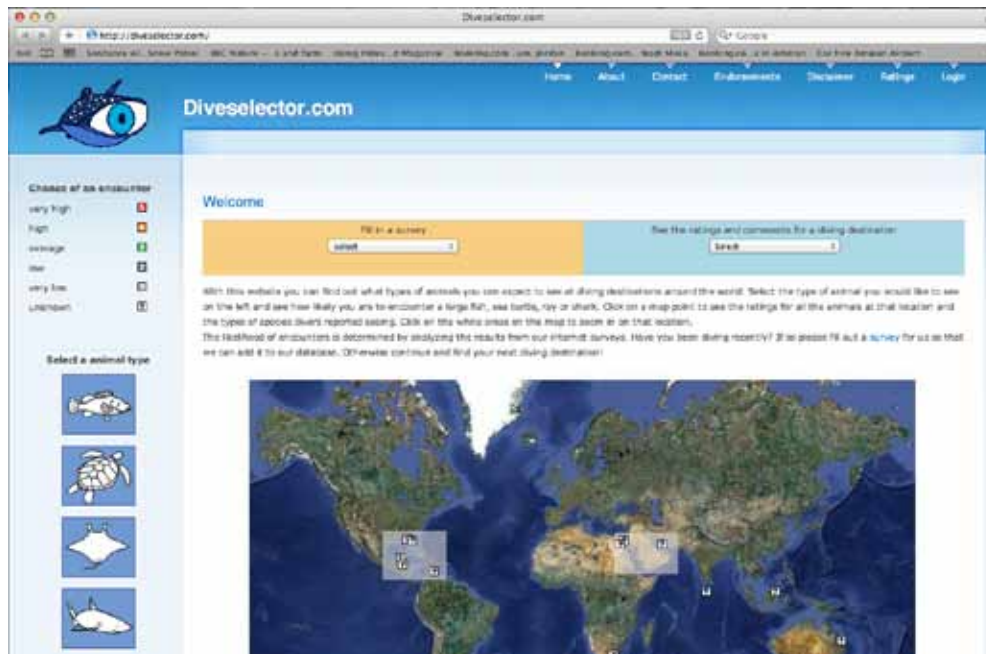 Diveselector.com
http://diveselector.com/
Google
Home About Contact Endorsements Disclaimer Ratings Login
Diveselector.com
Chance of an encounter
very high
high
average
low
very low
unknown
Select a animal type
Welcome
Fill in a survey
select
See the ratings and comments for a diving destination
Select
With this website you can find out what types of animals you can expect to see at diving destinations around the world. Select the type of animal you would like to see
on the left and see how likely you are to encounter a large fish, sea turtle, ray or shark. Click on a map point to see the ratings for all the animals at that location and
the types of species divers reported seeing. Click on the white areas on the map to zoom in on that location.
The likelihood of encounters is determined by analyzing the results from our internet surveys. Have you been diving recently? If so please fill out a survey for us so that
we can add it to our database. Otherwise continue and find your next diving destination!